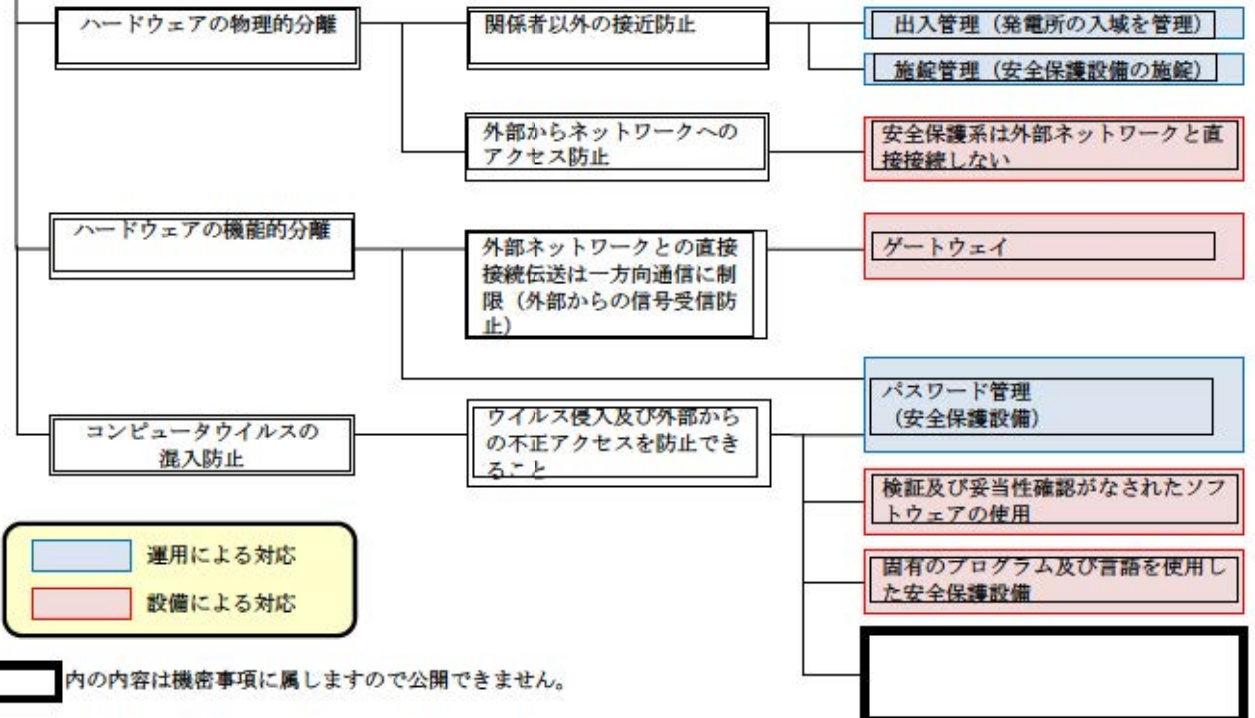 ハードウェアの物理的分離
関係者以外の接近防止
出入管理（発電所の入域を管理）
施錠管理（安全保護設備の施錠）
外部からネットワークへの
アクセス防止
安全保護系は外部ネットワークと直
接接続しない
ハードウェアの機能的分離
外部ネットワークとの直接
接続伝送は一方向通信に制
限（外部からの信号受信防
止）
ゲートウェイ
パスワード管理
（安全保護設備）
コンピュータウイルスの
混入防止
ウイルス侵入及び外部から
の不正アクセスを防止でき
ること
検証及び妥当性確認がなされたソフ
トウェアの使用
固有のプログラム及び言語を使用し
た安全保護設備
運用による対応
設備による対応
内の内容は機密事項に属しますので公開できません。